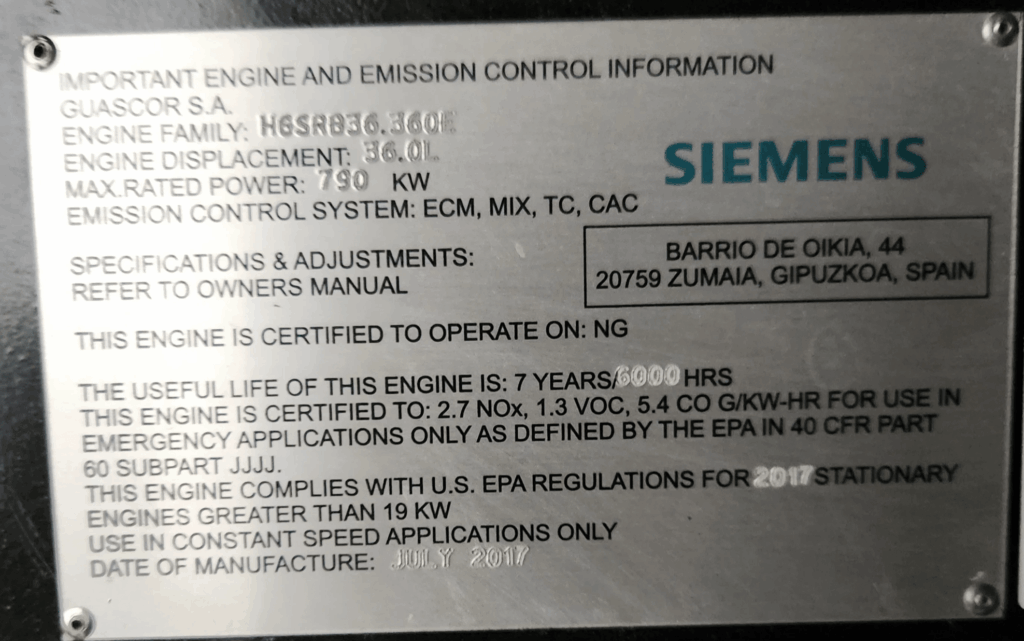 IMPORTANT ENGINE AND EMISSION CONTROL INFORMATION
GUASCOR S.A.
ENGINE FAMILY: H6SRB36.360E
ENGINE DISPLACEMENT: 36.0L
MAX.RATED POWER: 790 KW
EMISSION CONTROL SYSTEM: ECM, MIX, TC, CAC
SIEMENS
BARRIO DE OIKIA, 44
20759 ZUMAIA, GIPUZKOA, SPAIN
SPECIFICATIONS & ADJUSTMENTS:
REFER TO OWNERS MANUAL
THIS ENGINE IS CERTIFIED TO OPERATE ON: NG
THE USEFUL LIFE OF THIS ENGINE IS: 7 YEARS/6000 HRS
THIS ENGINE IS CERTIFIED TO: 2.7 NOx, 1.3 VOC, 5.4 CO G/KW-HR FOR USE IN
EMERGENCY APPLICATIONS ONLY AS DEFINED BY THE EPA IN 40 CFR PART
60 SUBPART JJJJ.
THIS ENGINE COMPLIES WITH U.S. EPA REGULATIONS FOR 2017 STATIONARY
ENGINES GREATER THAN 19 KW
USE IN CONSTANT SPEED APPLICATIONS ONLY
DATE OF MANUFACTURE: JULY 2017